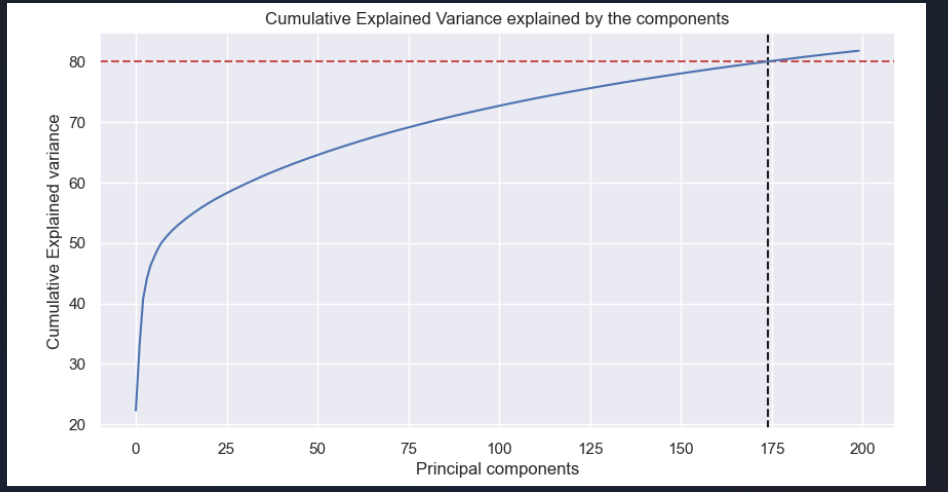 Cumulative Explained Variance explained by the components
Cumulative Explained variance
80
70
60
50
40
30
20
0 25 50 75 100 125 150 175 200
Principal components